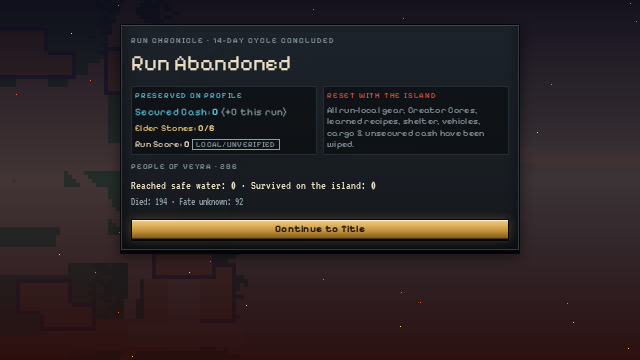 RUN CHRONICLE · 14-DAY CYCLE CONCLUDED
Run Abandoned
PRESERVED ON PROFILE
Secured Cash: 0 (+0 this run)
Elder Stones: 0/6
Run Score: 0 LOCAL/UNVERIFIED
RESET WITH THE ISLAND
All run-local gear, Creator Cores,
learned recipes, shelter, vehicles,
cargo & unsecured cash have been
wiped.
PEOPLE OF VEYRA · 286
Reached safe water: 0 · Survived on the island: 0
Died: 194 · Fate unknown: 92
Continue to Title